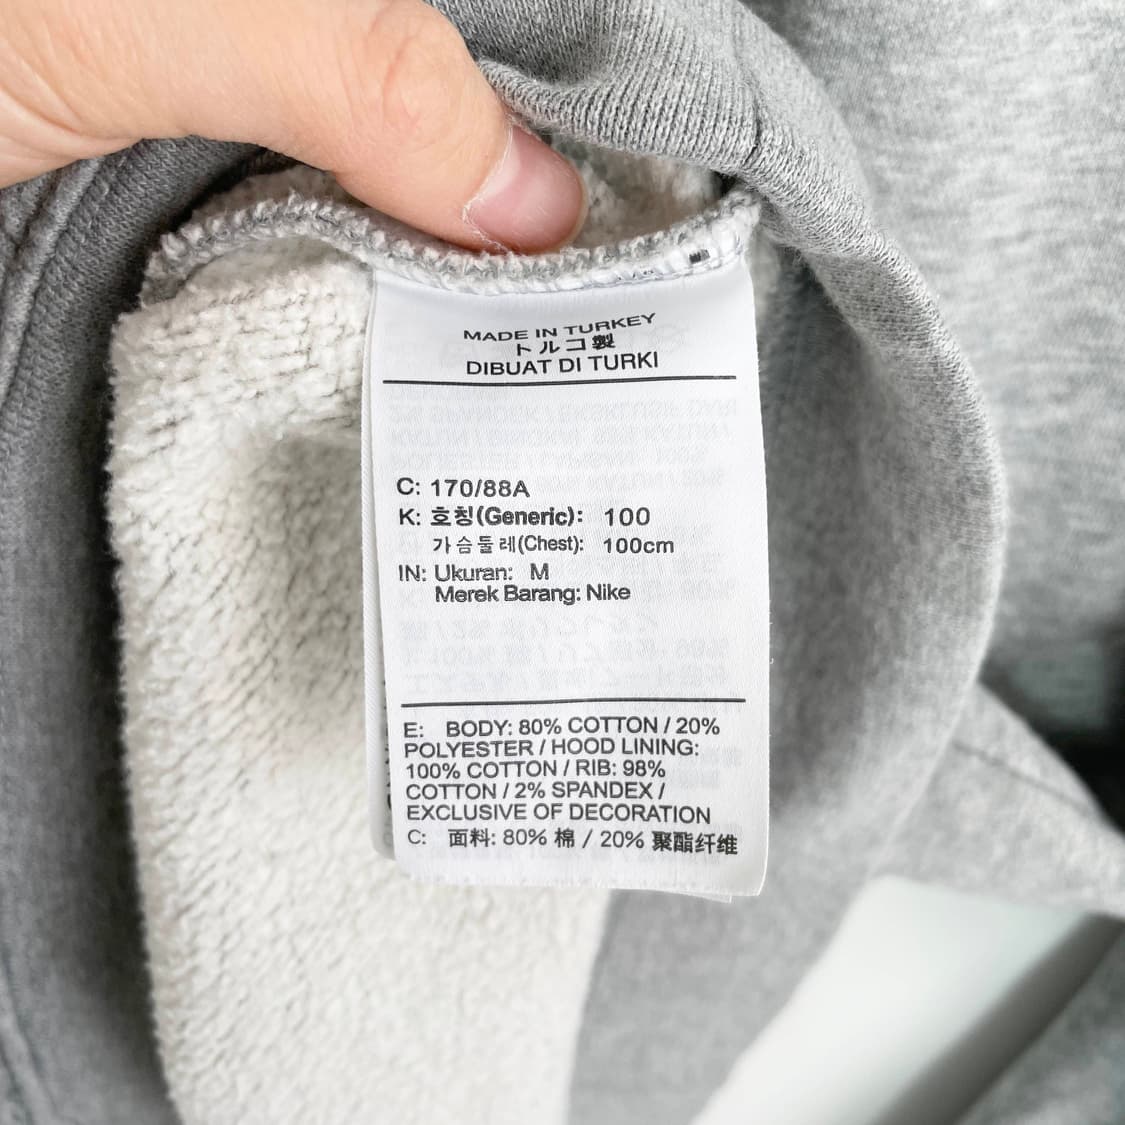 MADE IN TURKEY
トルコ製
DIBUAT DI TURKI
C: 170/88A
K: 호칭(Generic): 100
가슴둘레(Chest): 100cm
IN: Ukuran: M
Merek Barang: Nike
E: BODY: 80% COTTON / 20%
POLYESTER / HOOD LINING:
100% COTTON / RIB: 98%
COTTON / 2% SPANDEX /
EXCLUSIVE OF DECORATION
C: 面料: 80% 棉 / 20% 聚酯纤维